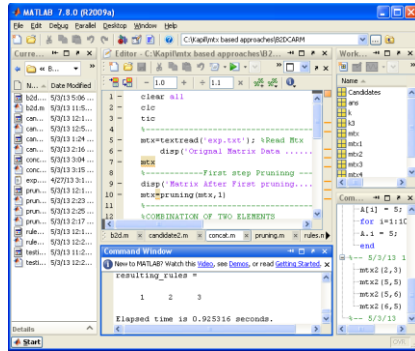 MATLAB 7.8.0 (R2009a)
File Edit Debug Parallel Desktop Window Help
C:\Kapil\mtx based approaches\B2DCARM
Curre...
« B...
N... Date Modified
b2d.... 5/3/13 5:06 ...
b2d.m 5/3/13 11:5...
can... 5/3/13 12:1...
can... 5/3/13 12:5...
can... 5/3/13 1:24 ...
can... 5/3/13 2:16 ...
conc... 5/3/13 3:04 ...
conc... 5/3/13 3:15 ...
exp.... 4/27/13 3:1...
prun... 5/3/13 12:1...
prun... 5/3/13 2:23 ...
prun... 5/3/13 2:25 ...
prun... 5/3/13 2:17 ...
rule... 5/3/13 12:1...
rule... 5/3/13 12:2...
testi... 5/3/13 11:2...
testi... 5/3/13 12:2...
Details
Editor - C:\Kapil\mtx based approaches\B2...
1.0 1.1
1 clear all
2 clc
3 tic
4 %
5 mtx=textread('exp.txt'); %Read Mtx
6 disp('Orignal Matrix Data ......
7 mtx
8 %-------------First step Pruninng ---
9 disp('Matrix After First pruning....
10 mtx=pruning(mtx,1)
11 %
12 %COMBINATION OF TWO ELEMENTS
b2d.m candidate2.m concat.m pruning.m rules.m
Command Window
New to MATLAB? Watch this Video, see Demos, or read Getting Started.
resulting_rules =
1 2 3
Elapsed time is 0.925316 seconds.
Work...
Name
Candidates
ans
k
k3
mtx
mtx1
mtx2
mtx3
mtx4
Com...
A[i] = 5;
for i=1:10
A.i = 5;
end
%-- 5/3/13 1
mtx2(2,3)
mtx2(5,5)
mtx2(5,6)
mtx2(6,5)
%-- 5/3/13
Start
OVR